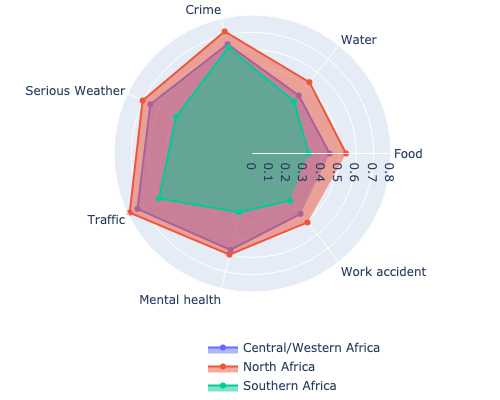 Crime
Water
Serious Weather
Food
0 0.1 0.2 0.3 0.4 0.5 0.6 0.7 0.8
Traffic
Work accident
Mental health
Central/Western Africa
North Africa
Southern Africa